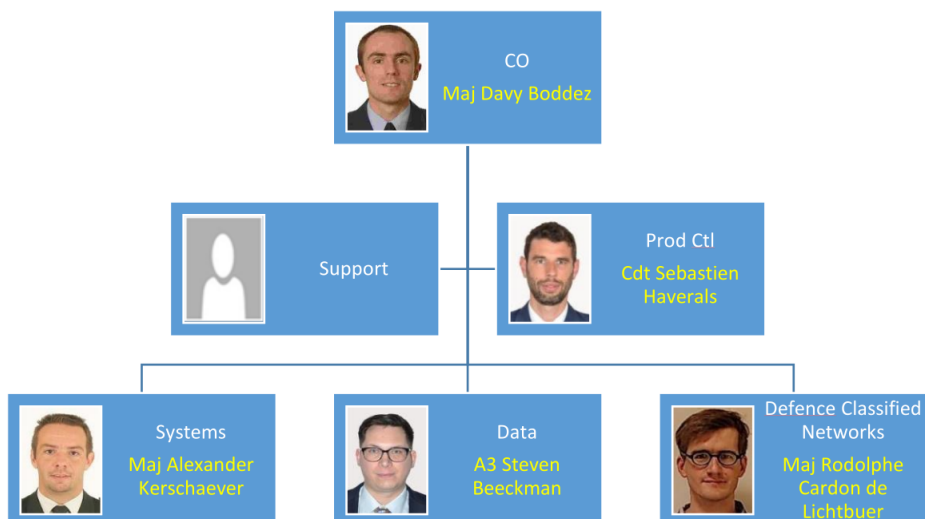 CO
Maj Davy Boddez
Support
Prod Ctl
Cdt Sebastien
Haverals
Systems
Maj Alexander
Kerschaever
Data
A3 Steven
Beeckman
Defence Classified
Networks
Maj Rodolphe
Cardon de
Lichtbuer